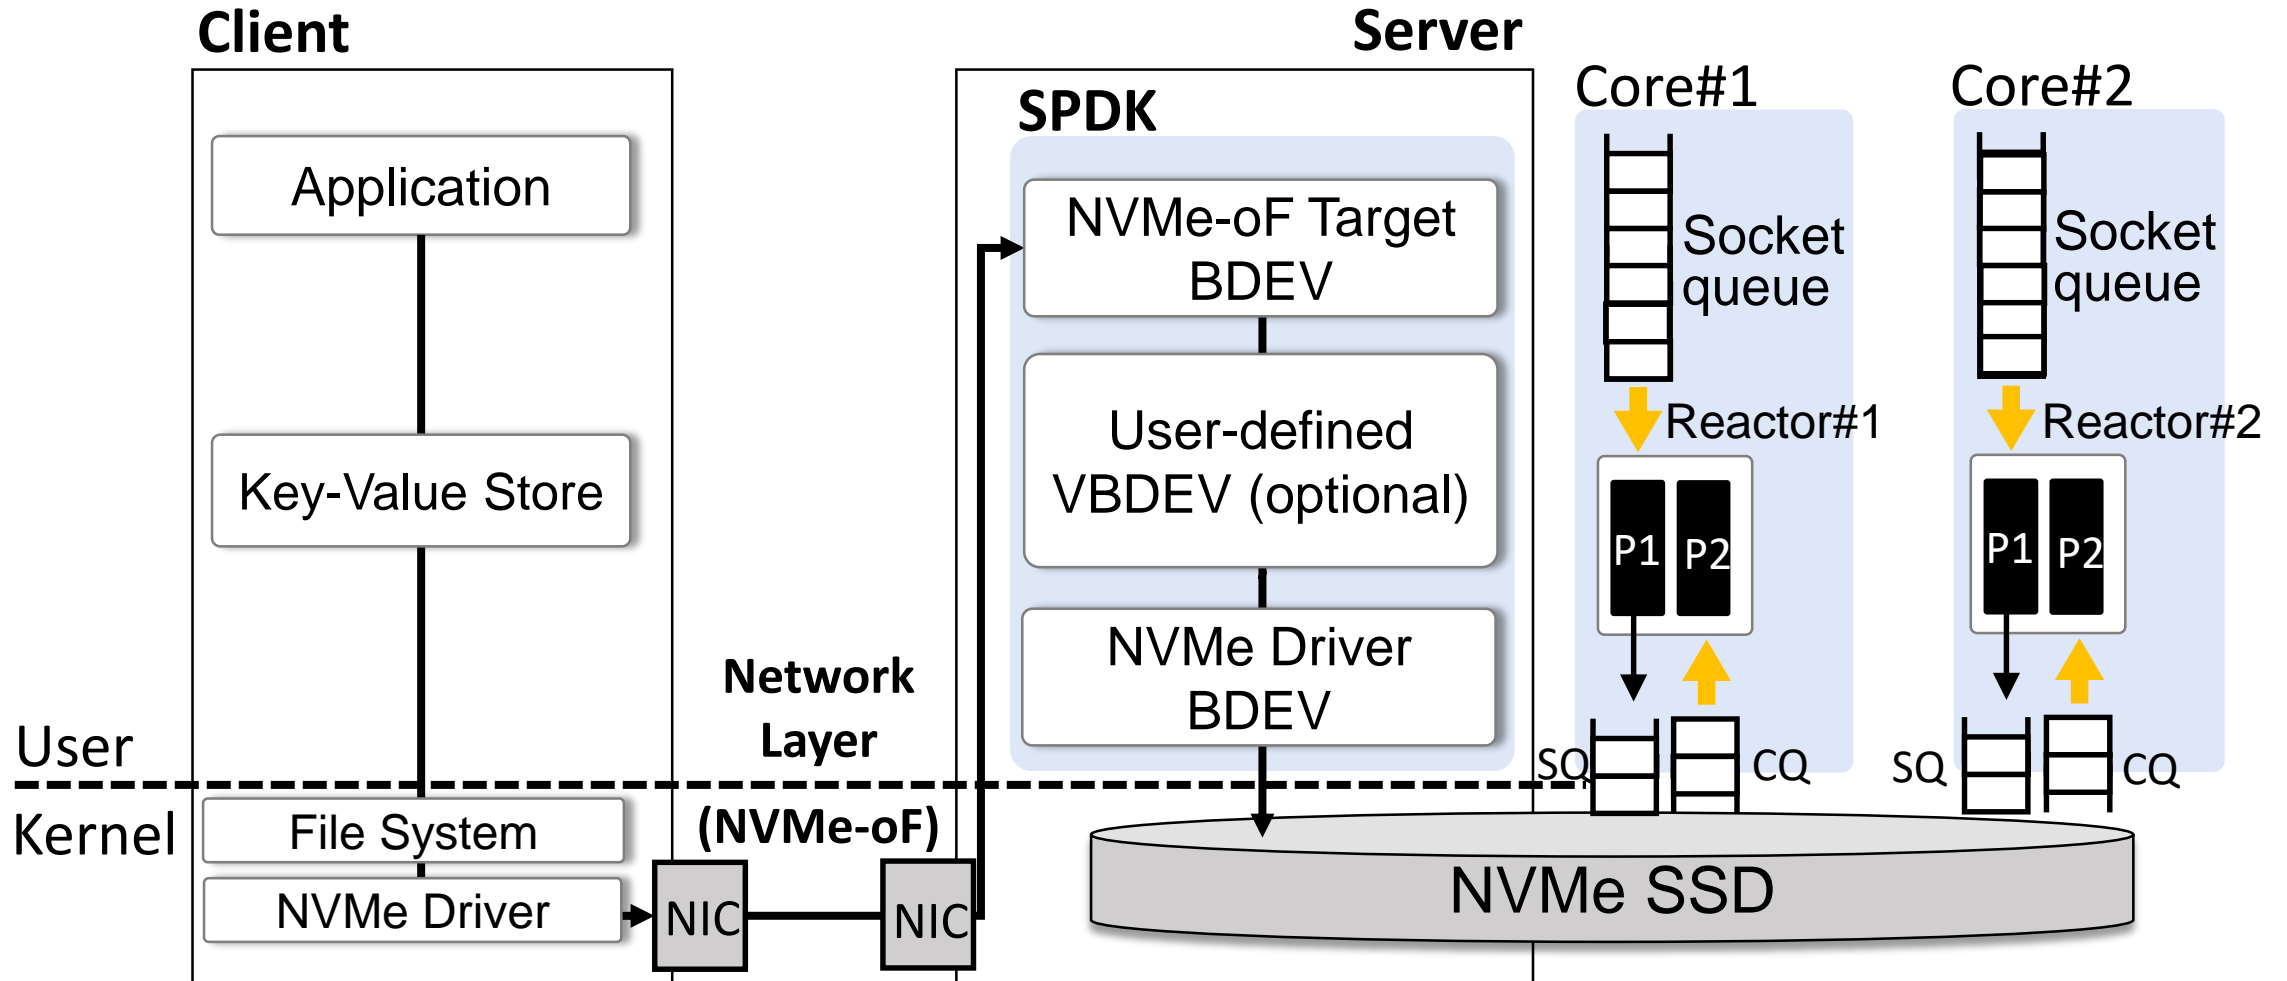 Client
Application
Key-Value Store
User
Kernel
File System
NVMe Driver
NIC
Network
Layer
(NVMe-oF)
NIC
Server
SPDK
NVMe-oF Target
BDEV
User-defined
VBDEV (optional)
NVMe Driver
BDEV
NVMe SSD
Core#1
Socket
queue
Reactor#1
P1
P2
SQ
CQ
Core#2
Socket
queue
Reactor#2
P1
P2
SQ
CQ